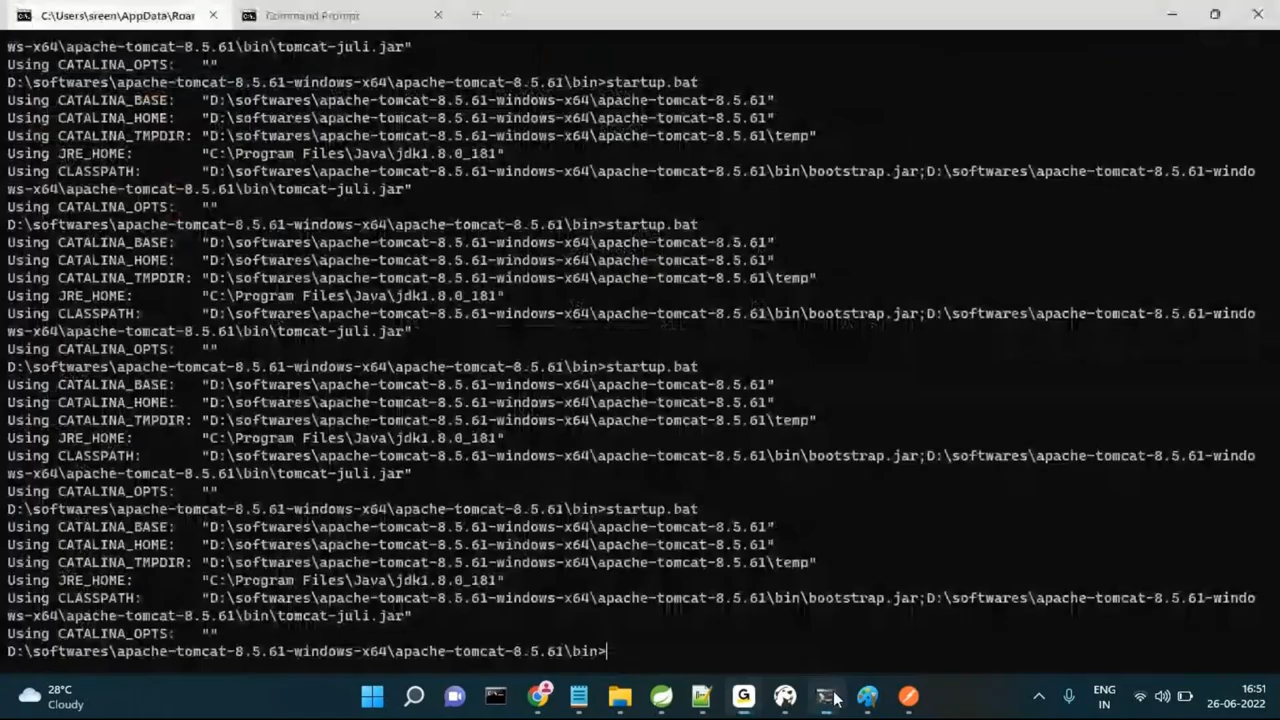 C:\Users\sreen\AppData\Roar
Command Prompt
ws-x64\apache-tomcat-8.5.61\bin\tomcat-juli.jar"
Using CATALINA_OPTS: ""
D:\softwares\apache-tomcat-8.5.61-windows-x64\apache-tomcat-8.5.61\bin>startup.bat
Using CATALINA_BASE: "D:\softwares\apache-tomcat-8.5.61-windows-x64\apache-tomcat-8.5.61"
Using CATALINA_HOME: "D:\softwares\apache-tomcat-8.5.61-windows-x64\apache-tomcat-8.5.61"
Using CATALINA_TMPDIR: "D:\softwares\apache-tomcat-8.5.61-windows-x64\apache-tomcat-8.5.61\temp"
Using JRE_HOME: "C:\Program Files\Java\jdk1.8.0_181"
Using CLASSPATH: "D:\softwares\apache-tomcat-8.5.61-windows-x64\apache-tomcat-8.5.61\bin\bootstrap.jar;D:\softwares\apache-tomcat-8.5.61-windo
ws-x64\apache-tomcat-8.5.61\bin\tomcat-juli.jar"
Using CATALINA_OPTS: ""
D:\softwares\apache-tomcat-8.5.61-windows-x64\apache-tomcat-8.5.61\bin>startup.bat
Using CATALINA_BASE: "D:\softwares\apache-tomcat-8.5.61-windows-x64\apache-tomcat-8.5.61"
Using CATALINA_HOME: "D:\softwares\apache-tomcat-8.5.61-windows-x64\apache-tomcat-8.5.61"
Using CATALINA_TMPDIR: "D:\softwares\apache-tomcat-8.5.61-windows-x64\apache-tomcat-8.5.61\temp"
Using JRE_HOME: "C:\Program Files\Java\jdk1.8.0_181"
Using CLASSPATH: "D:\softwares\apache-tomcat-8.5.61-windows-x64\apache-tomcat-8.5.61\bin\bootstrap.jar;D:\softwares\apache-tomcat-8.5.61-windo
ws-x64\apache-tomcat-8.5.61\bin\tomcat-juli.jar"
Using CATALINA_OPTS: ""
D:\softwares\apache-tomcat-8.5.61-windows-x64\apache-tomcat-8.5.61\bin>startup.bat
Using CATALINA_BASE: "D:\softwares\apache-tomcat-8.5.61-windows-x64\apache-tomcat-8.5.61"
Using CATALINA_HOME: "D:\softwares\apache-tomcat-8.5.61-windows-x64\apache-tomcat-8.5.61"
Using CATALINA_TMPDIR: "D:\softwares\apache-tomcat-8.5.61-windows-x64\apache-tomcat-8.5.61\temp"
Using JRE_HOME: "C:\Program Files\Java\jdk1.8.0_181"
Using CLASSPATH: "D:\softwares\apache-tomcat-8.5.61-windows-x64\apache-tomcat-8.5.61\bin\bootstrap.jar;D:\softwares\apache-tomcat-8.5.61-windo
ws-x64\apache-tomcat-8.5.61\bin\tomcat-juli.jar"
Using CATALINA_OPTS: ""
D:\softwares\apache-tomcat-8.5.61-windows-x64\apache-tomcat-8.5.61\bin>startup.bat
Using CATALINA_BASE: "D:\softwares\apache-tomcat-8.5.61-windows-x64\apache-tomcat-8.5.61"
Using CATALINA_HOME: "D:\softwares\apache-tomcat-8.5.61-windows-x64\apache-tomcat-8.5.61"
Using CATALINA_TMPDIR: "D:\softwares\apache-tomcat-8.5.61-windows-x64\apache-tomcat-8.5.61\temp"
Using JRE_HOME: "C:\Program Files\Java\jdk1.8.0_181"
Using CLASSPATH: "D:\softwares\apache-tomcat-8.5.61-windows-x64\apache-tomcat-8.5.61\bin\bootstrap.jar;D:\softwares\apache-tomcat-8.5.61-windo
ws-x64\apache-tomcat-8.5.61\bin\tomcat-juli.jar"
Using CATALINA_OPTS: ""
D:\softwares\apache-tomcat-8.5.61-windows-x64\apache-tomcat-8.5.61\bin>
28°C
Cloudy
ENG
IN
16:51
26-06-2022